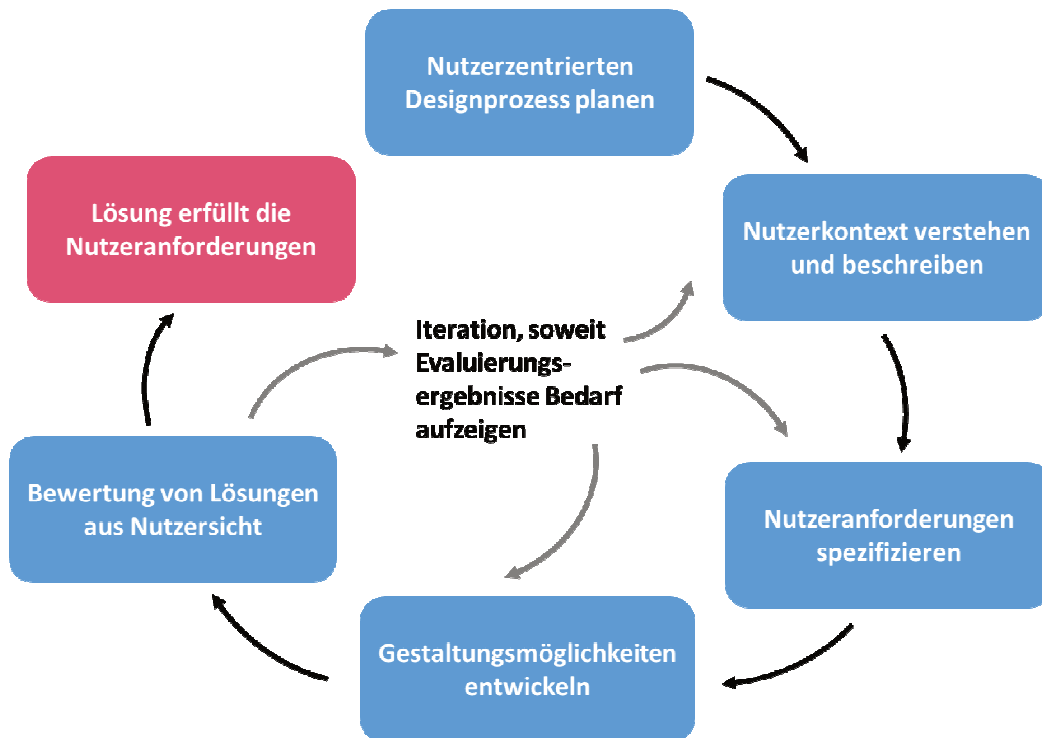 Nutzerzentrierten
Designprozess planen
Lösung erfüllt die
Nutzeranforderungen
Nutzerkontext verstehen
und beschreiben
Iteration, soweit
Evaluierungs-
ergebnisse Bedarf
aufzeigen
Bewertung von Lösungen
aus Nutzersicht
Nutzeranforderungen
spezifizieren
Gestaltungsmöglichkeiten
entwickeln